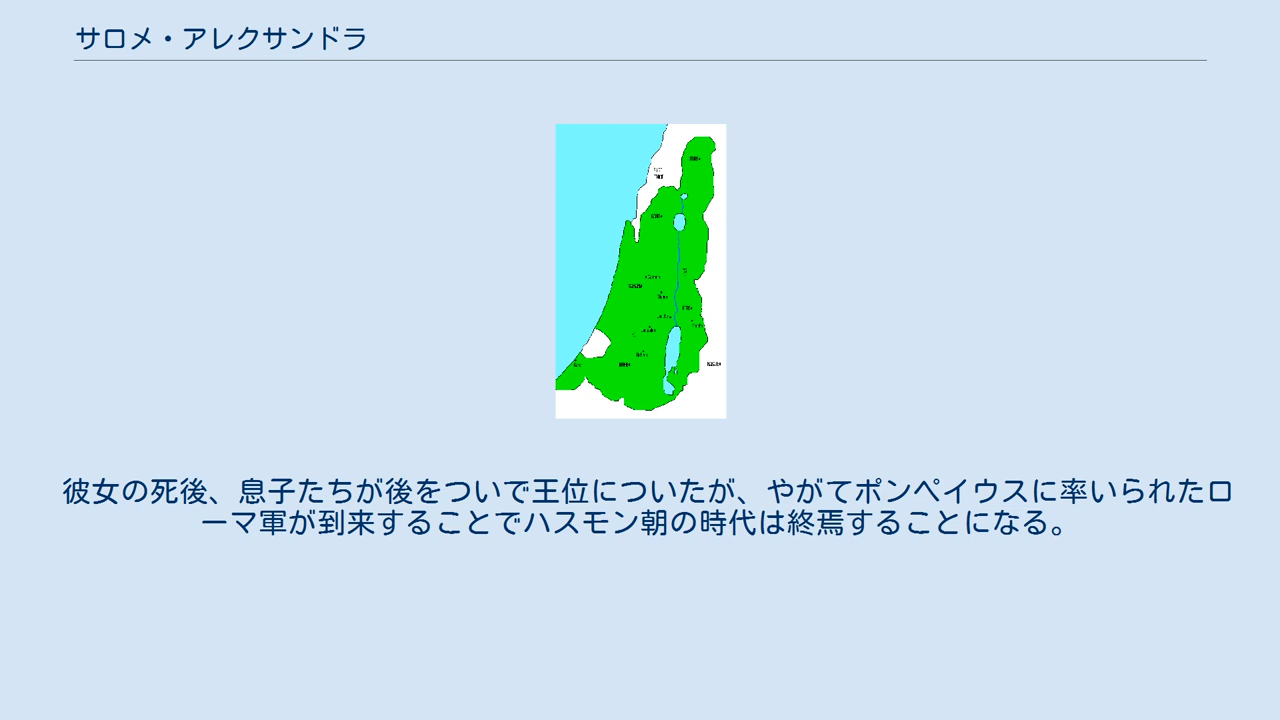 サロメ・アレクサンドラ
彼女の死後、息子たちが後をついで王位についたが、やがてポンペイウスに率いられたロ
ーマ軍が到来することでハスモン朝の時代は終焉することになる。